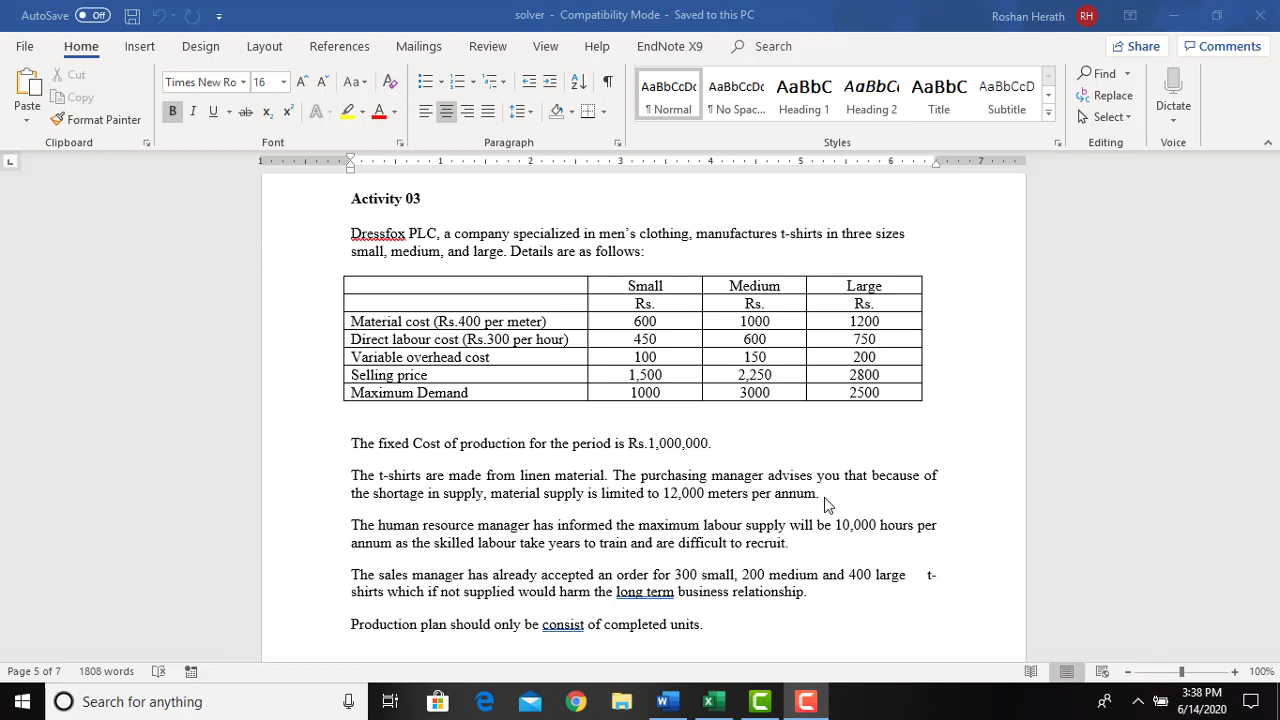 AutoSave Off
solver - Compatibility Mode - Saved to this PC
Roshan Herath RH
File Home Insert Design Layout References Mailings Review View Help EndNote X9 Search Share Comments
Paste
Cut
Copy
Format Painter
Clipboard
Times New Ro 16
Font
Paragraph
AaBbCcDc AaBbCcDc AaBbC AaBbCc AaBbC AaBbCcD
¶ Normal ¶ No Spac... Heading 1 Heading 2 Title Subtitle
Styles
Find
Replace
Select
Editing
Dictate
Voice
1 1 2 3 4 5 6 7
Activity 03
Dressfox PLC, a company specialized in men's clothing, manufactures t-shirts in three sizes
small, medium, and large. Details are as follows:
Small Medium Large
Rs. Rs. Rs.
Material cost (Rs.400 per meter) 600 1000 1200
Direct labour cost (Rs.300 per hour) 450 600 750
Variable overhead cost 100 150 200
Selling price 1,500 2,250 2800
Maximum Demand 1000 3000 2500
The fixed Cost of production for the period is Rs.1,000,000.
The t-shirts are made from linen material. The purchasing manager advises you that because of
the shortage in supply, material supply is limited to 12,000 meters per annum.
The human resource manager has informed the maximum labour supply will be 10,000 hours per
annum as the skilled labour take years to train and are difficult to recruit.
The sales manager has already accepted an order for 300 small, 200 medium and 400 large t-
shirts which if not supplied would harm the long term business relationship.
Production plan should only be consist of completed units.
Page 5 of 7 1808 words 100%
Search for anything
3:38 PM
6/14/2020